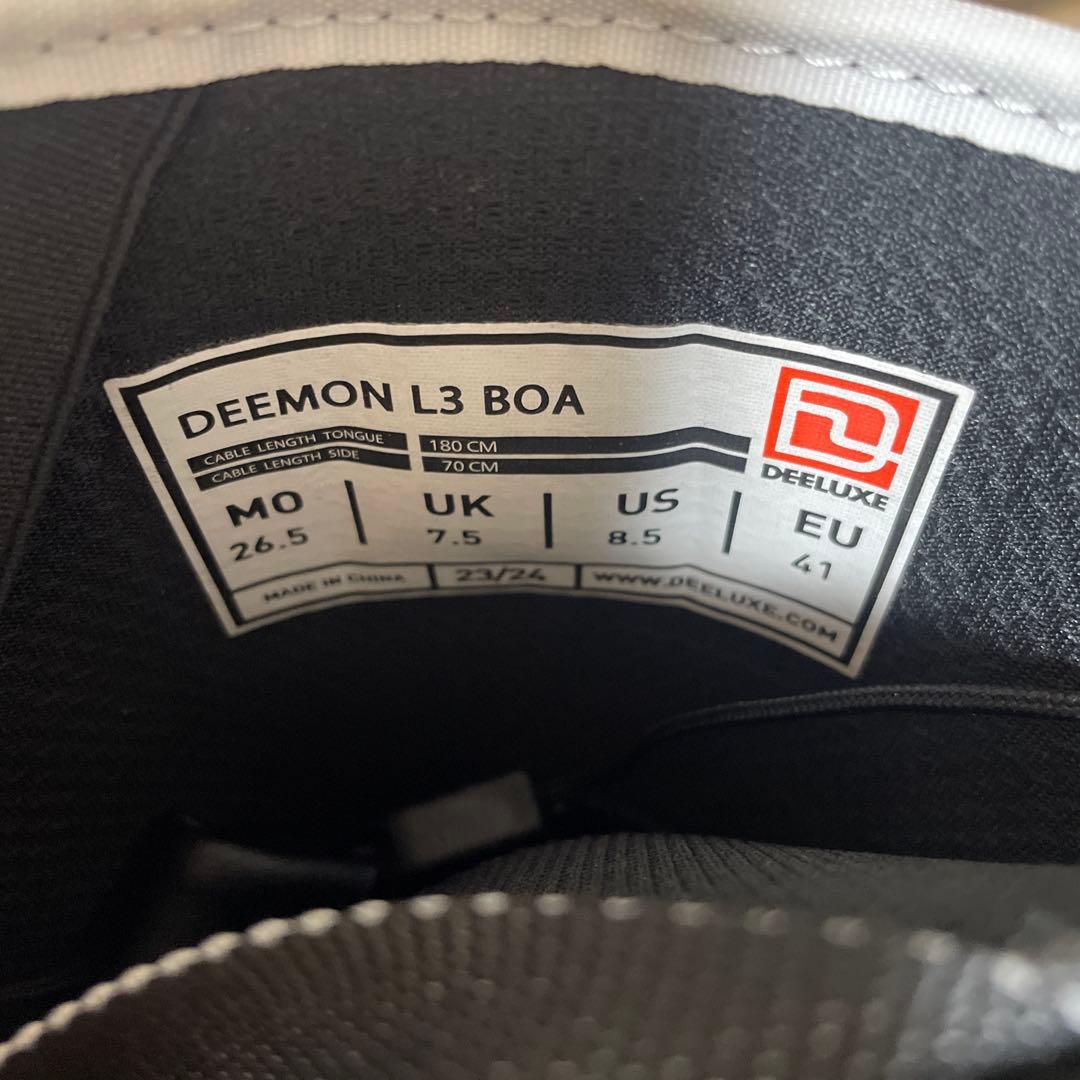 DEEMON L3 BOA
CABLE LENGTH TONGUE 180 CM
CABLE LENGTH SIDE 70 CM
DEELUXE
MO UK US EU
26.5 7.5 8.5 41
MADE IN CHINA 23/24 WWW.DEELUXE.COM